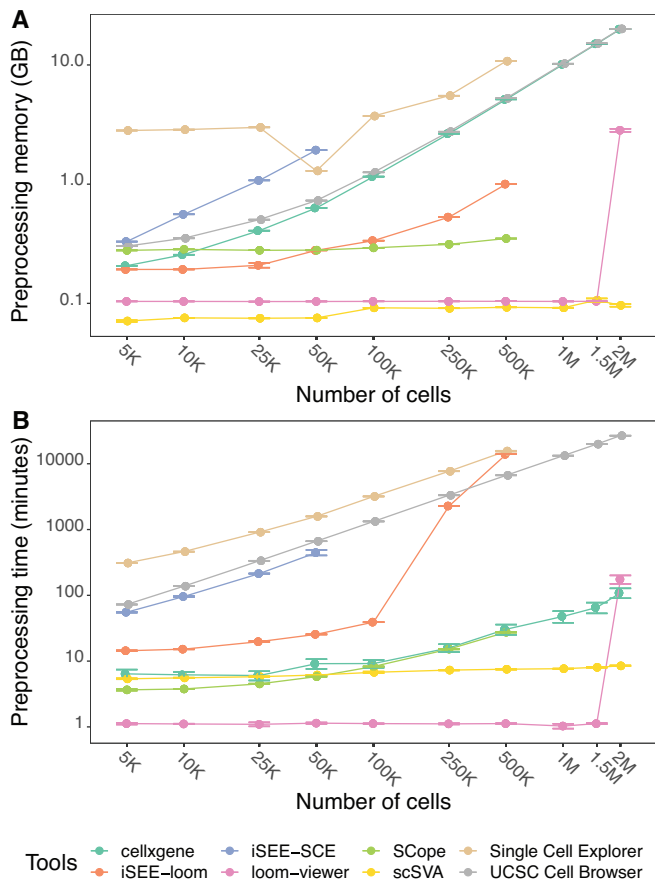 A
Preprocessing memory (GB)
10.0
1.0
0.1
5K 10K 25K 50K 100K 250K 500K 1M 1.5M 2M
Number of cells
B
Preprocessing time (minutes)
10000
1000
100
10
1
5K 10K 25K 50K 100K 250K 500K 1M 1.5M 2M
Number of cells
Tools
cellxgene iSEE−SCE SCope Single Cell Explorer
iSEE−loom loom−viewer scSVA UCSC Cell Browser